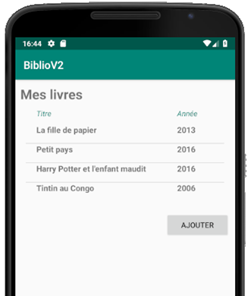 16:44
BiblioV2
Mes livres
Titre Année
La fille de papier 2013
Petit pays 2016
Harry Potter et l'enfant maudit 2016
Tintin au Congo 2006
AJOUTER